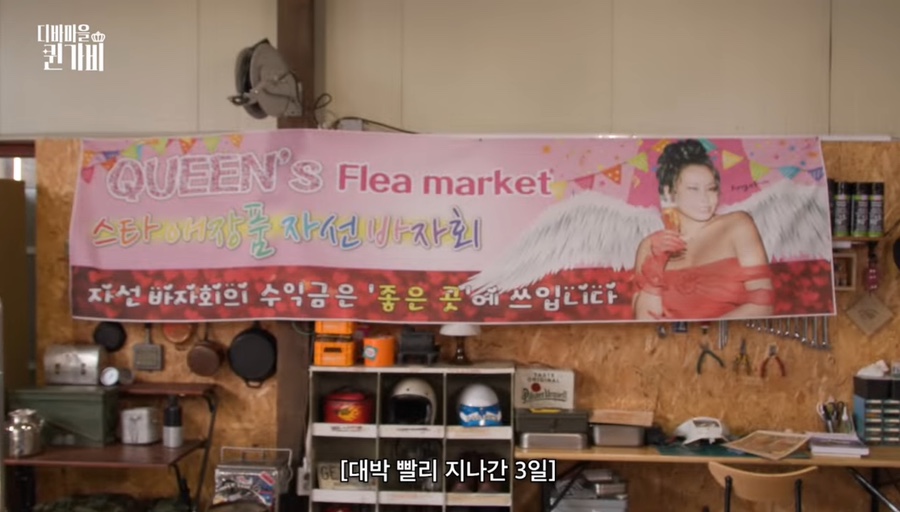 디바마을
퀸가비
QUEEN's Flea market
스타 애장품 자선 바자회
자선 바자회의 수익금은 '좋은 곳'에 쓰입니다
[대박 빨리 지나간 3일]